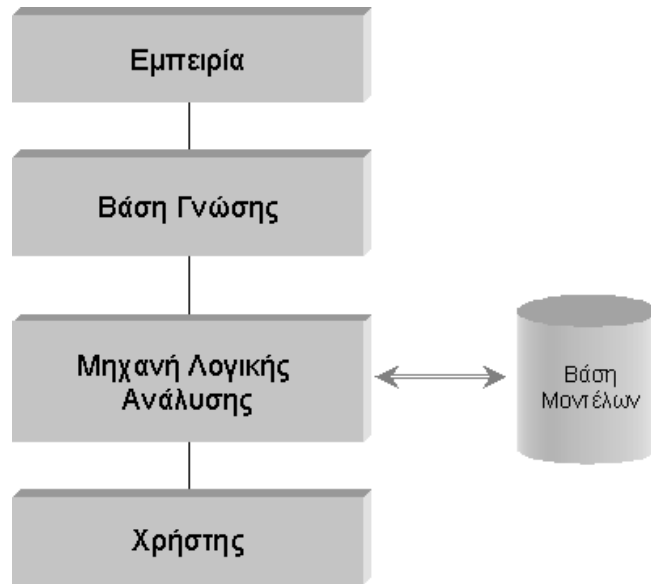 Εμπειρία
Βάση Γνώσης
Μηχανή Λογικής
Ανάλυσης
Βάση
Μοντέλων
Χρήστης